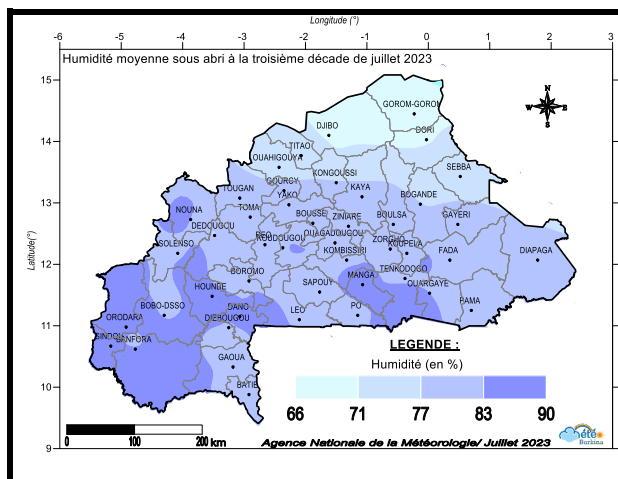 Longitude (°)
-6 -5 -4 -3 -2 -1 0 1 2 3
Humidité moyenne sous abri à la troisième décade de juillet 2023
15
14
13
12
11
10
9
Latitude(°)
N
W E
S
GOROM-GOROM
DJIBO
DORI
TITAO
OUAHIGOUYA
KONGOUSSI
SEBBA
GOURCY
TOUGAN
YAKO
KAYA
BOGANDE
NOUNA
TOMA
BOUSSE
ZINIARE
BOULSA
GAYERI
DEDOUGOU
REO
KOUDOUGOU
OUAGADOUGOU
ZORGHO
KOUPELA
SOLENSO
KOMBISSIRI
FADA
DIAPAGA
BOROMO
MANGA
TENKODOGO
HOUNDE
SAPOUY
OUARGAYE
BOBO-DSSO
DANO
PAMA
ORODARA
DIEBOUGOU
LEO
PO
SINDOU
BANFORA
GAOUA
BATIE
LEGENDE :
Humidité (en %)
66 71 77 83 90
0 100 200 km
Agence Nationale de la Météorologie/ Juillet 2023
météo
Burkina